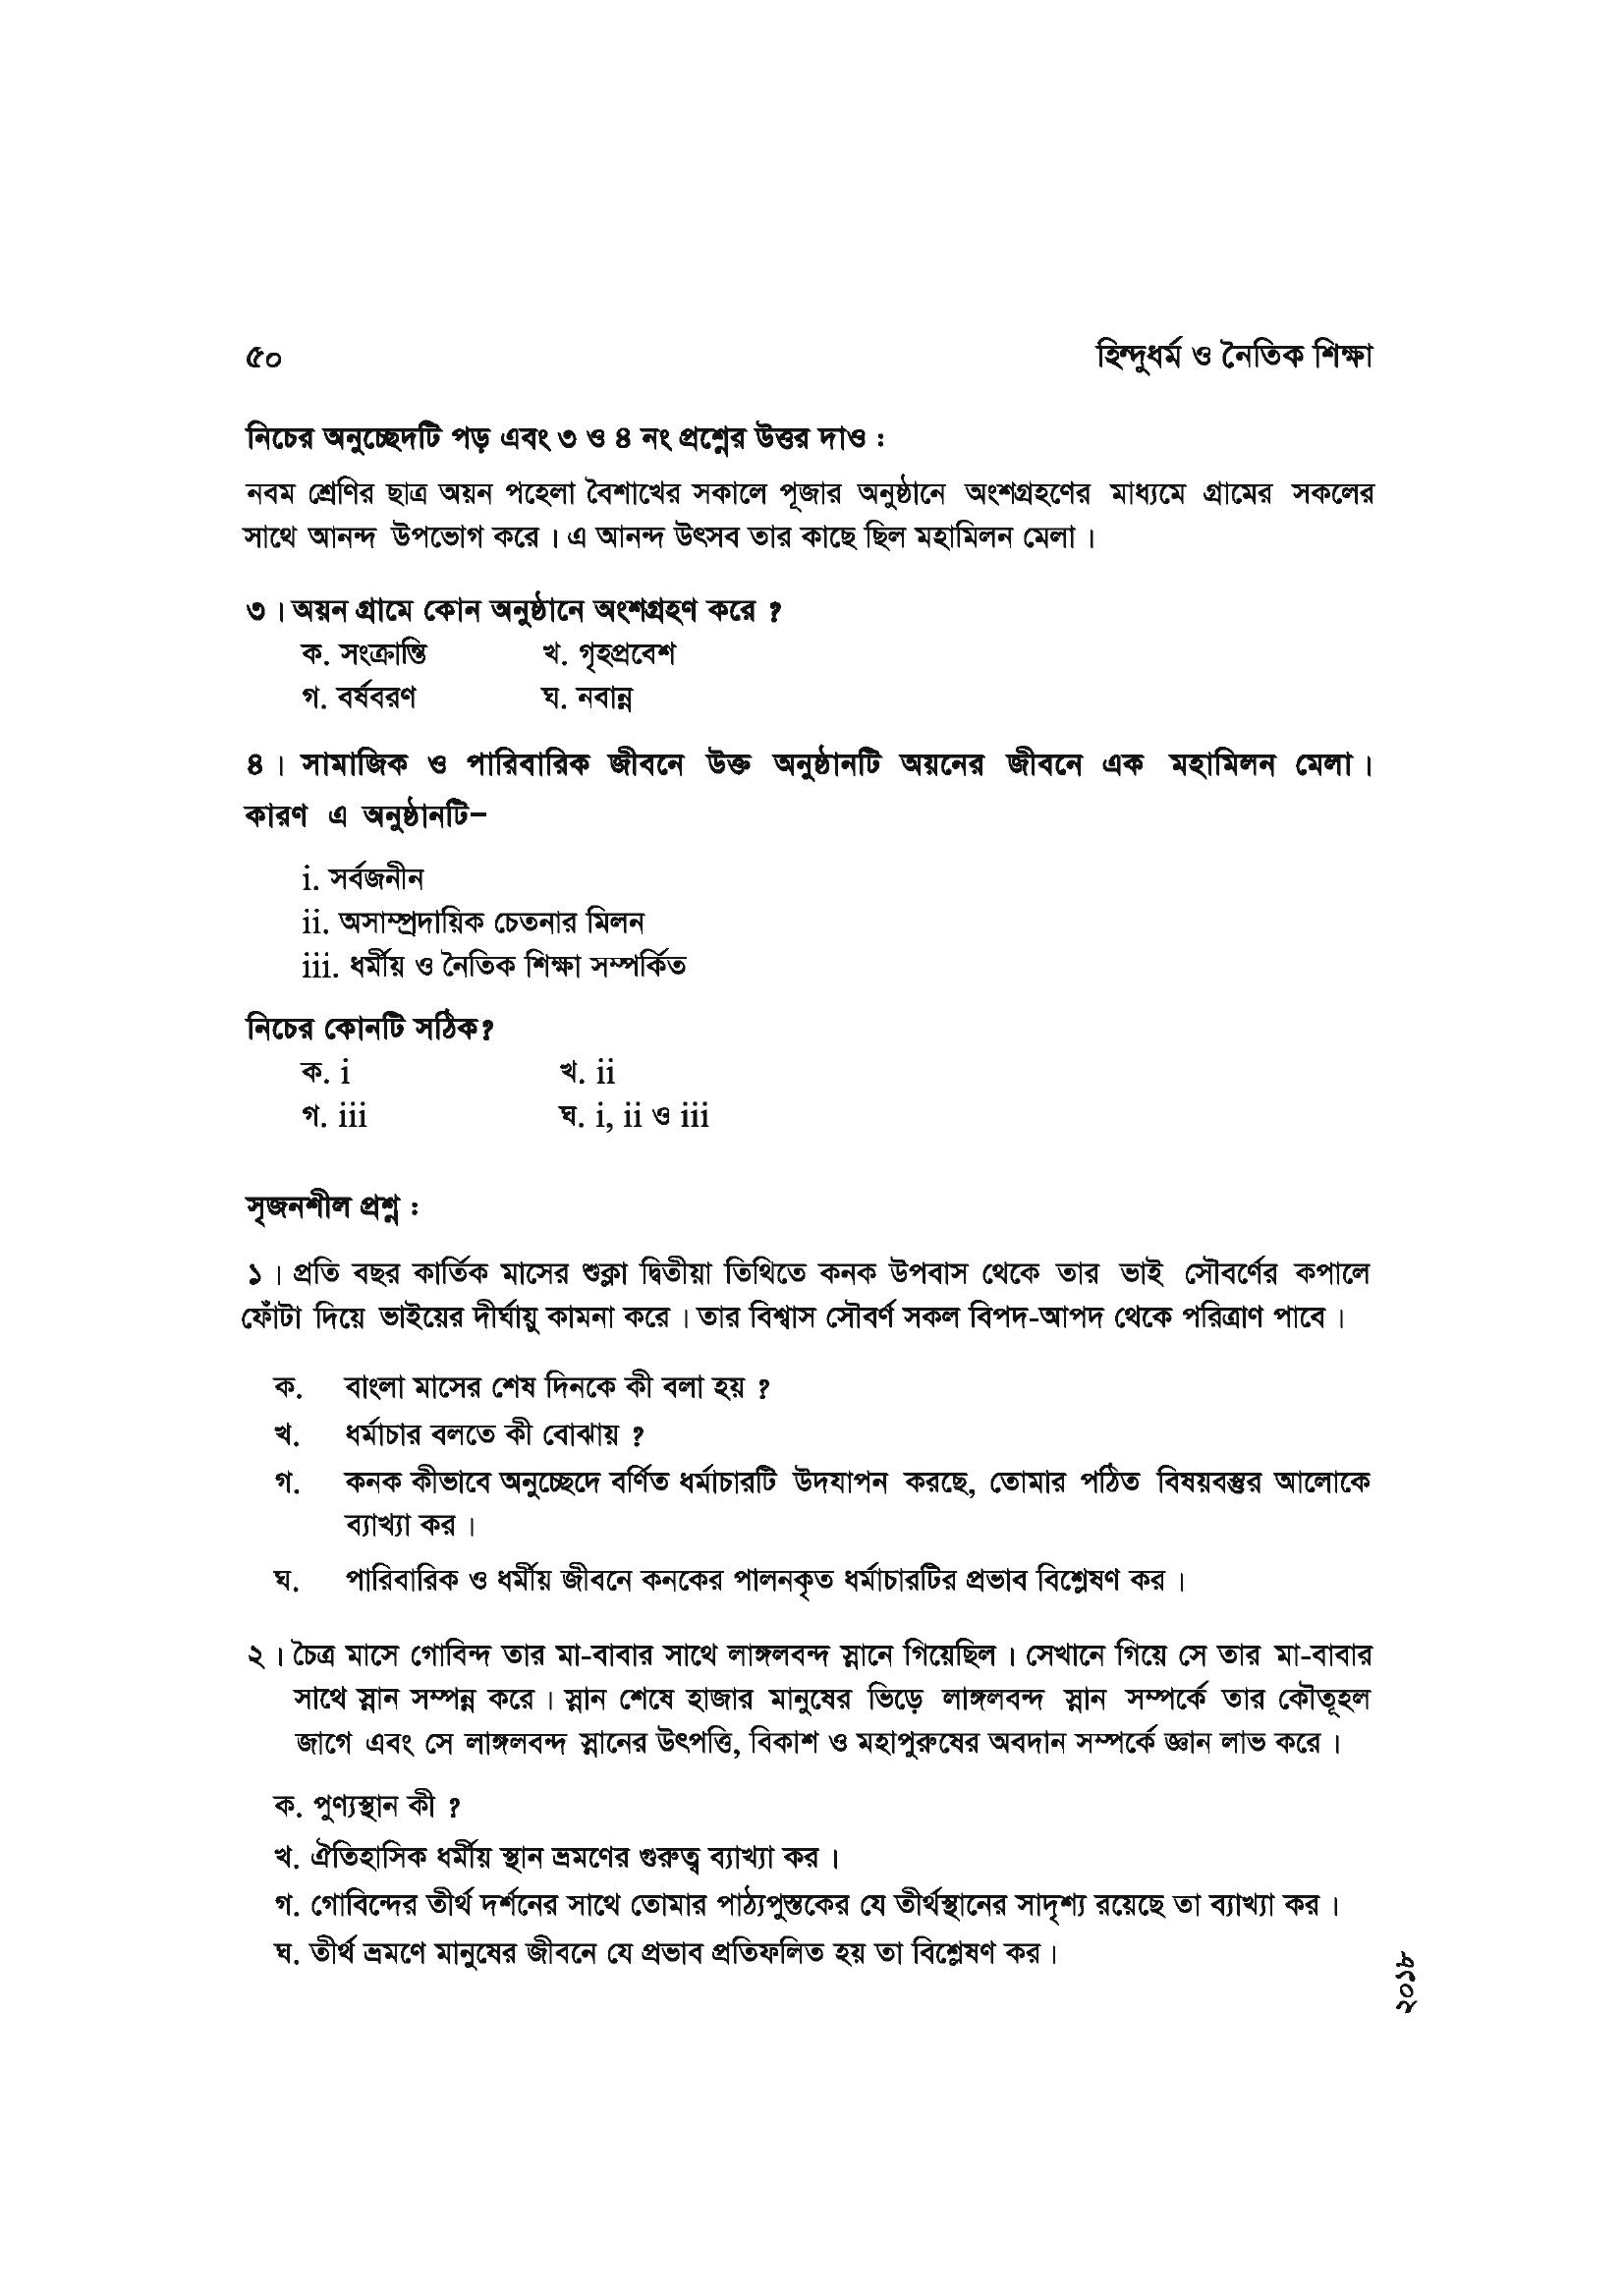 ৫০ হিন্দুধর্ম ও নৈতিক শিক্ষা
নিচের অনুচ্ছেদটি পড় এবং ৩ ও ৪ নং প্রশ্নের উত্তর দাও :
নবম শ্রেণির ছাত্র অয়ন পহেলা বৈশাখের সকালে পূজার অনুষ্ঠানে অংশগ্রহণের মাধ্যমে গ্রামের সকলের
সাথে আনন্দ উপভোগ করে। এ আনন্দ উৎসব তার কাছে ছিল মহামিলন মেলা।
৩। অয়ন গ্রামে কোন অনুষ্ঠানে অংশগ্রহণ করে ?
ক. সংক্রান্তি খ. গৃহপ্রবেশ
গ. বর্ষবরণ ঘ. নবান্ন
৪। সামাজিক ও পারিবারিক জীবনে উক্ত অনুষ্ঠানটি অয়নের জীবনে এক মহামিলন মেলা।
কারণ এ অনুষ্ঠানটি–
i. সর্বজনীন
ii. অসাম্প্রদায়িক চেতনার মিলন
iii. ধর্মীয় ও নৈতিক শিক্ষা সম্পর্কিত
নিচের কোনটি সঠিক?
ক. i খ. ii
গ. iii ঘ. i, ii ও iii
সৃজনশীল প্রশ্ন :
১। প্রতি বছর কার্তিক মাসের শুক্লা দ্বিতীয়া তিথিতে কনক উপবাস থেকে তার ভাই সৌবর্ণের কপালে
ফোঁটা দিয়ে ভাইয়ের দীর্ঘায়ু কামনা করে। তার বিশ্বাস সৌবর্ণ সকল বিপদ-আপদ থেকে পরিত্রাণ পাবে।
ক. বাংলা মাসের শেষ দিনকে কী বলা হয় ?
খ. ধর্মাচার বলতে কী বোঝায় ?
গ. কনক কীভাবে অনুচ্ছেদে বর্ণিত ধর্মাচারটি উদযাপন করছে, তোমার পঠিত বিষয়বস্তুর আলোকে
ব্যাখ্যা কর।
ঘ. পারিবারিক ও ধর্মীয় জীবনে কনকের পালনকৃত ধর্মাচারটির প্রভাব বিশ্লেষণ কর।
২। চৈত্র মাসে গোবিন্দ তার মা-বাবার সাথে লাঙ্গলবন্দ স্নানে গিয়েছিল। সেখানে গিয়ে সে তার মা-বাবার
সাথে স্নান সম্পন্ন করে। স্নান শেষে হাজার মানুষের ভিড়ে লাঙ্গলবন্দ স্নান সম্পর্কে তার কৌতূহল
জাগে এবং সে লাঙ্গলবন্দ স্নানের উৎপত্তি, বিকাশ ও মহাপুরুষের অবদান সম্পর্কে জ্ঞান লাভ করে।
ক. পুণ্যস্থান কী ?
খ. ঐতিহাসিক ধর্মীয় স্থান ভ্রমণের গুরুত্ব ব্যাখ্যা কর।
গ. গোবিন্দের তীর্থ দর্শনের সাথে তোমার পাঠ্যপুস্তকের যে তীর্থস্থানের সাদৃশ্য রয়েছে তা ব্যাখ্যা কর।
ঘ. তীর্থ ভ্রমণে মানুষের জীবনে যে প্রভাব প্রতিফলিত হয় তা বিশ্লেষণ কর।
২০১৮